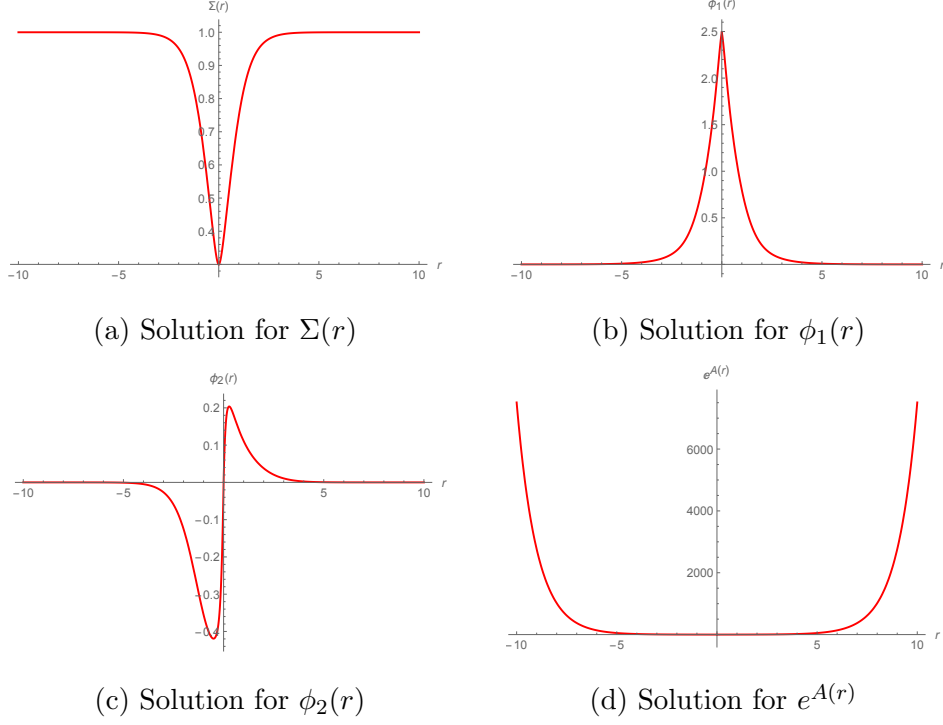 Σ(r)
1.0
0.9
0.8
0.7
0.6
0.5
0.4
-10 -5 5 10 r
(a) Solution for Σ(r)
ϕ₁(r)
2.5
2.0
1.5
1.0
0.5
-10 -5 5 10 r
(b) Solution for ϕ₁(r)
ϕ₂(r)
0.2
0.1
-10 -5 5 10 r
-0.1
-0.2
-0.3
-0.4
(c) Solution for ϕ₂(r)
e^{A(r)}
6000
4000
2000
-10 -5 5 10 r
(d) Solution for e^{A(r)}